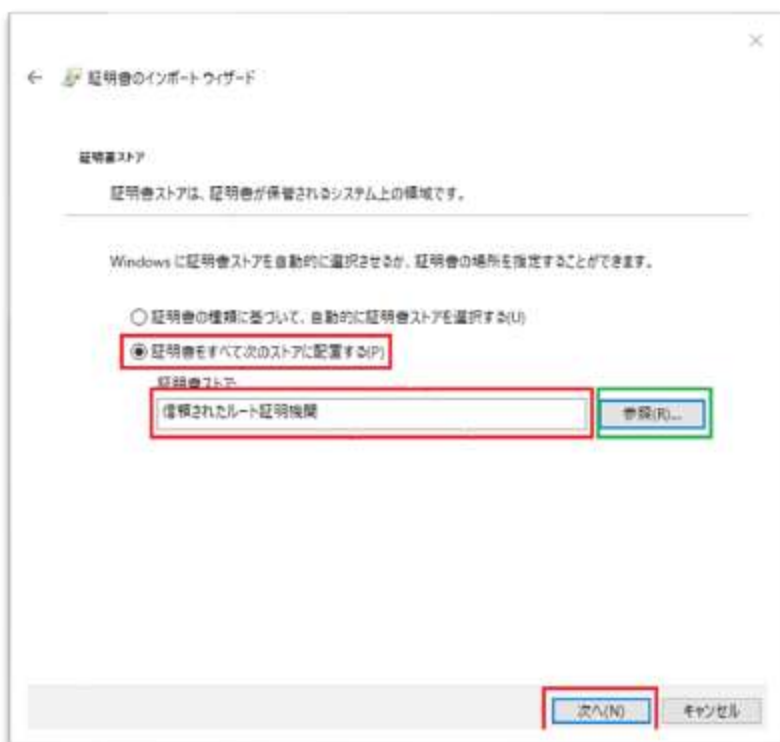 証明書のインポート ウィザード
証明書ストア
証明書ストアは、証明書が保管されるシステム上の領域です。
Windows に証明書ストアを自動的に選択させるか、証明書の場所を指定することができます。
証明書の種類に基づいて、自動的に証明書ストアを選択する(U)
証明書をすべて次のストアに配置する(P)
証明書ストア:
信頼されたルート証明機関
参照(R)...
次へ(N)
キャンセル